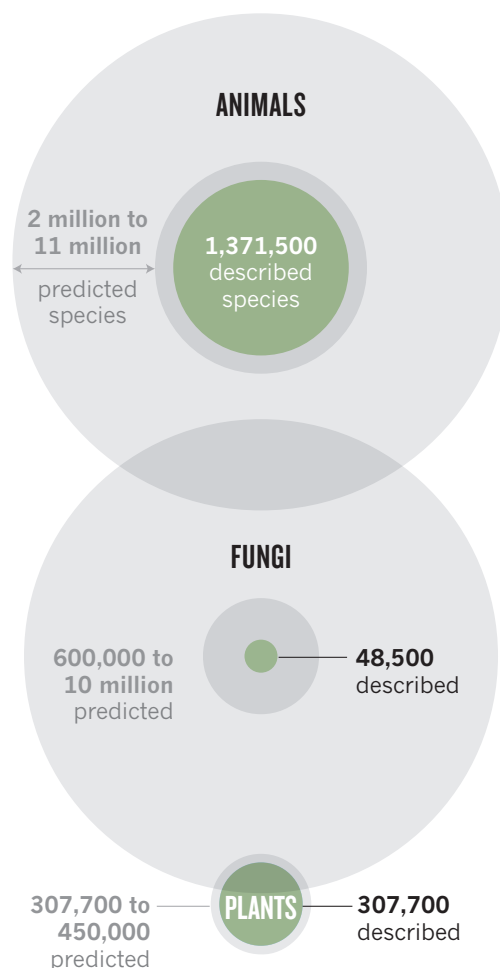 ANIMALS
2 million to
11 million
predicted
species
1,371,500
described
species
FUNGI
600,000 to
10 million
predicted
48,500
described
307,700 to
450,000
predicted
PLANTS
307,700
described